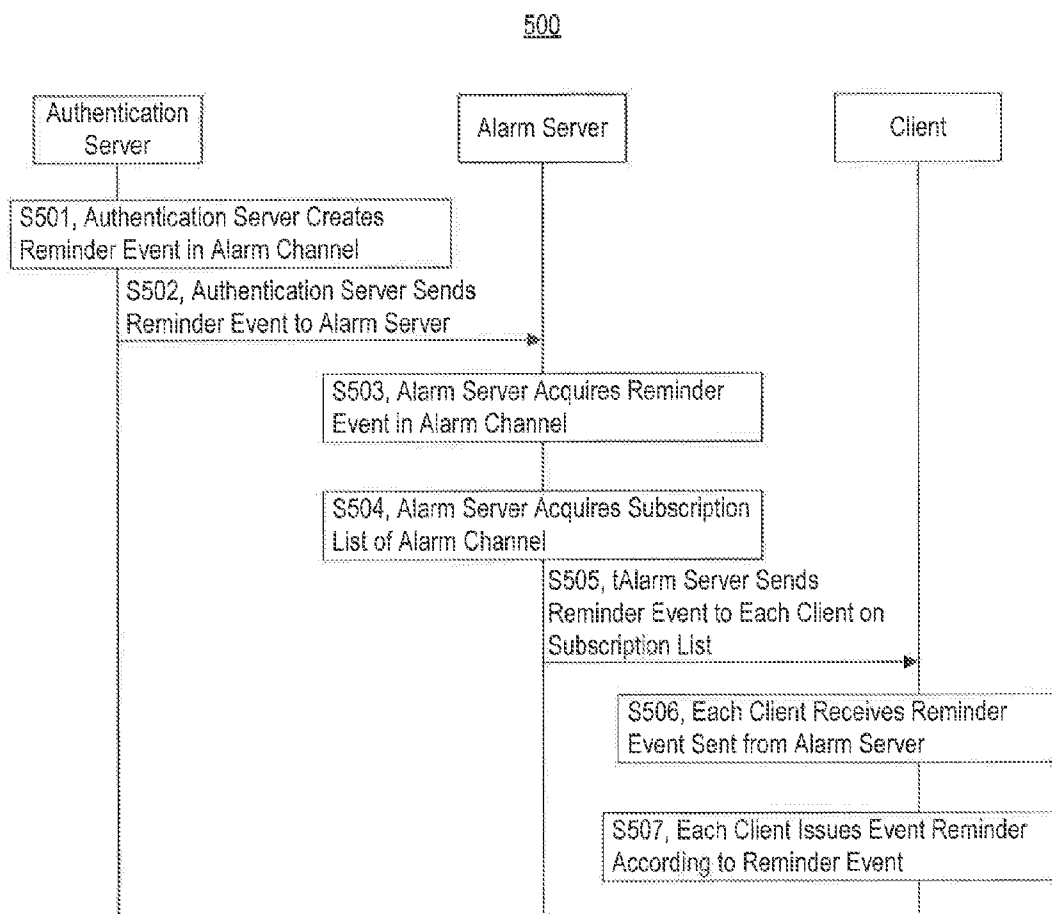 500
Authentication
Server
Alarm Server
Client
S501, Authentication Server Creates
Reminder Event in Alarm Channel
S502, Authentication Server Sends
Reminder Event to Alarm Server
S503, Alarm Server Acquires Reminder
Event in Alarm Channel
S504, Alarm Server Acquires Subscription
List of Alarm Channel
S505, tAlarm Server Sends
Reminder Event to Each Client on
Subscription List
S506, Each Client Receives Reminder
Event Sent from Alarm Server
S507, Each Client Issues Event Reminder
According to Reminder Event